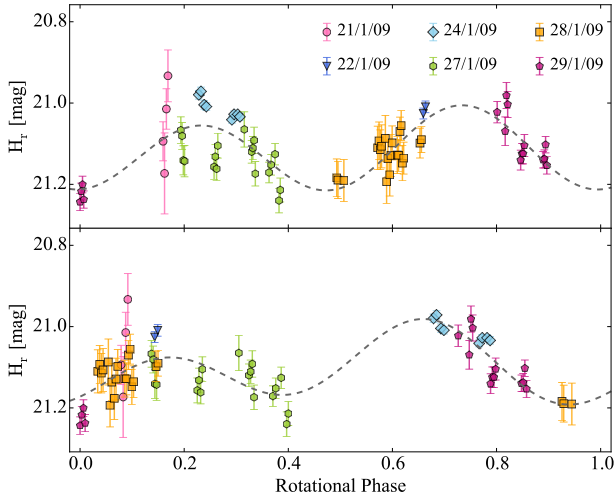 20.8
21/1/09 24/1/09 28/1/09
22/1/09 27/1/09 29/1/09
21.0
H_r [mag]
21.2
20.8
21.0
H_r [mag]
21.2
0.0 0.2 0.4 0.6 0.8 1.0
Rotational Phase